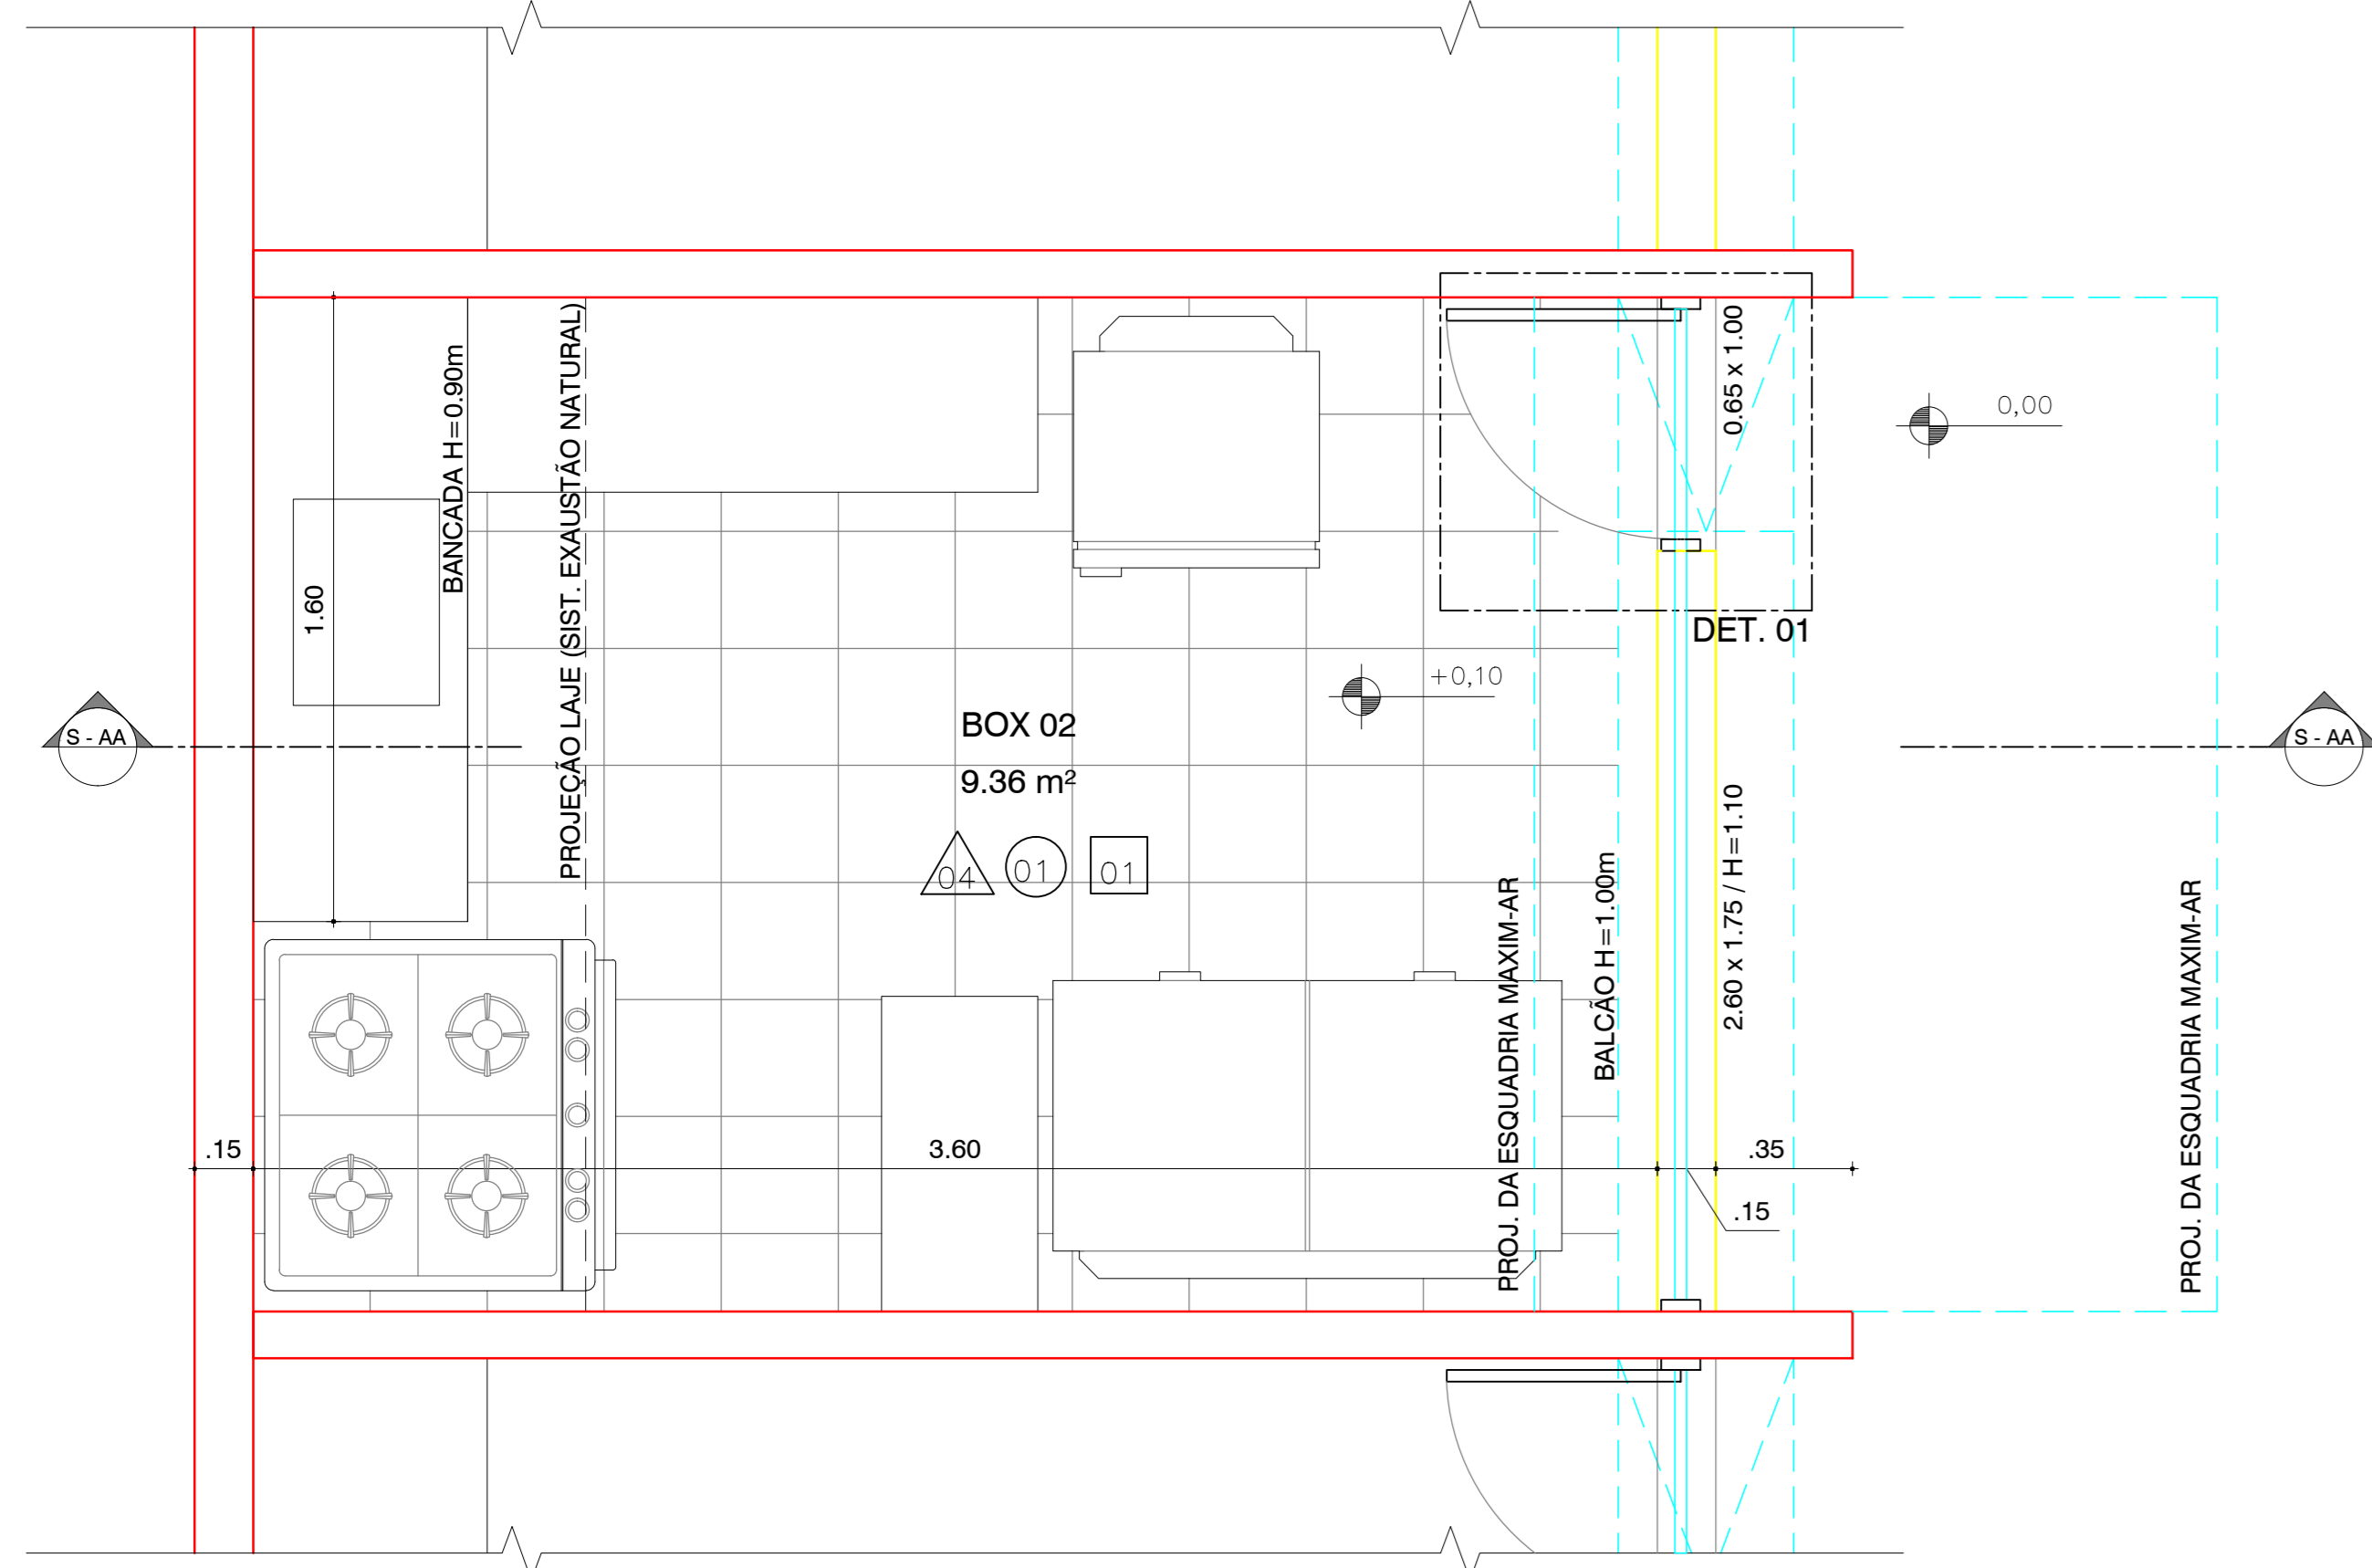 BANCADA H=0.90m
PROJEÇÃO LAJE (SIST. EXAUSTÃO NATURAL)
0.65 x 1.00
0,00
1.60
DET. 01
+0,10
S - AA
BOX 02
S - AA
9.36 m²
04
01
01
PROJ. DA ESQUADRIA MAXIM-AR
BALCÃO H=1.00m
2.60 x 1.75 / H=1.10
PROJ. DA ESQUADRIA MAXIM-AR
.15
3.60
.35
.15